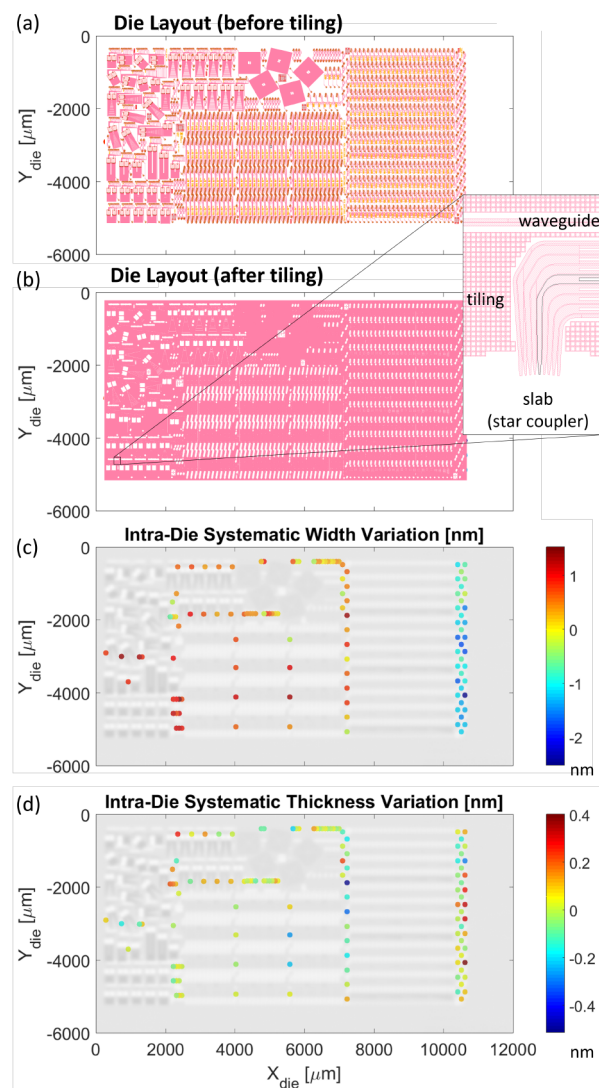 (a)
Die Layout (before tiling)
0
-2000
-4000
-6000
Y_die [μm]
waveguide
tiling
slab
(star coupler)
(b)
Die Layout (after tiling)
0
-2000
-4000
-6000
Y_die [μm]
(c)
Intra-Die Systematic Width Variation [nm]
0
-2000
-4000
-6000
Y_die [μm]
1
0
-1
-2
nm
(d)
Intra-Die Systematic Thickness Variation [nm]
0
-2000
-4000
-6000
Y_die [μm]
0.4
0.2
0
-0.2
-0.4
nm
0 2000 4000 6000 8000 10000 12000
X_die [μm]